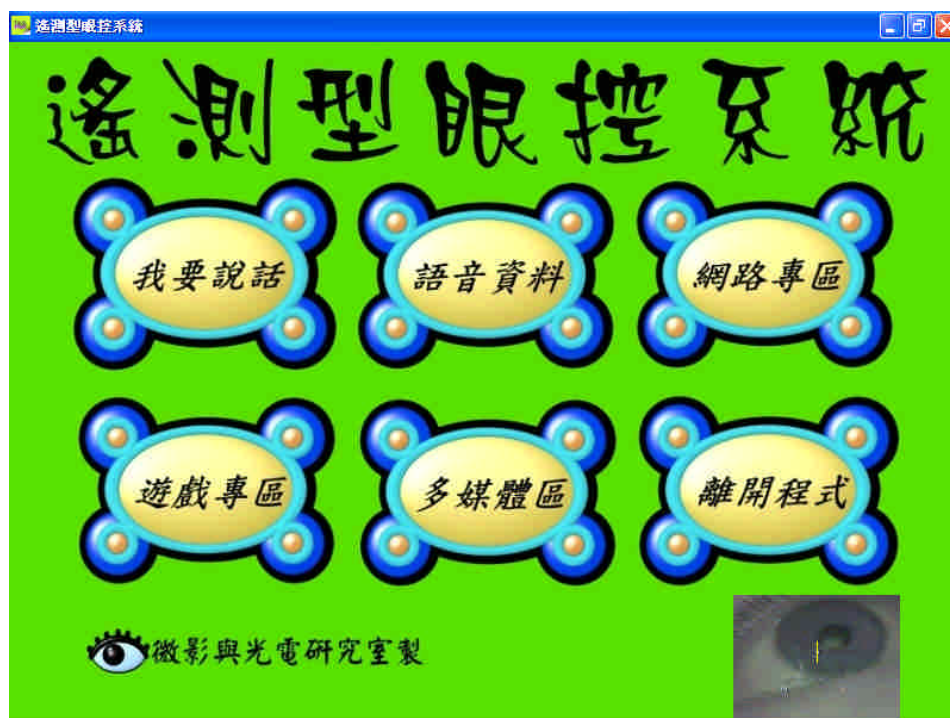 遙測型眼控系統
遙測型眼控系統
我要說話
語音資料
網路專區
遊戲專區
多媒體區
離開程式
微影與光電研究室製